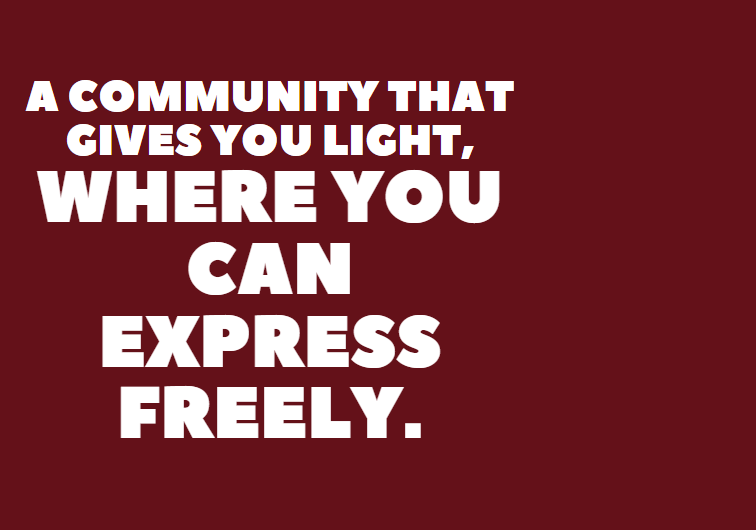 A COMMUNITY THAT
GIVES YOU LIGHT,
WHERE YOU
CAN
EXPRESS
FREELY.